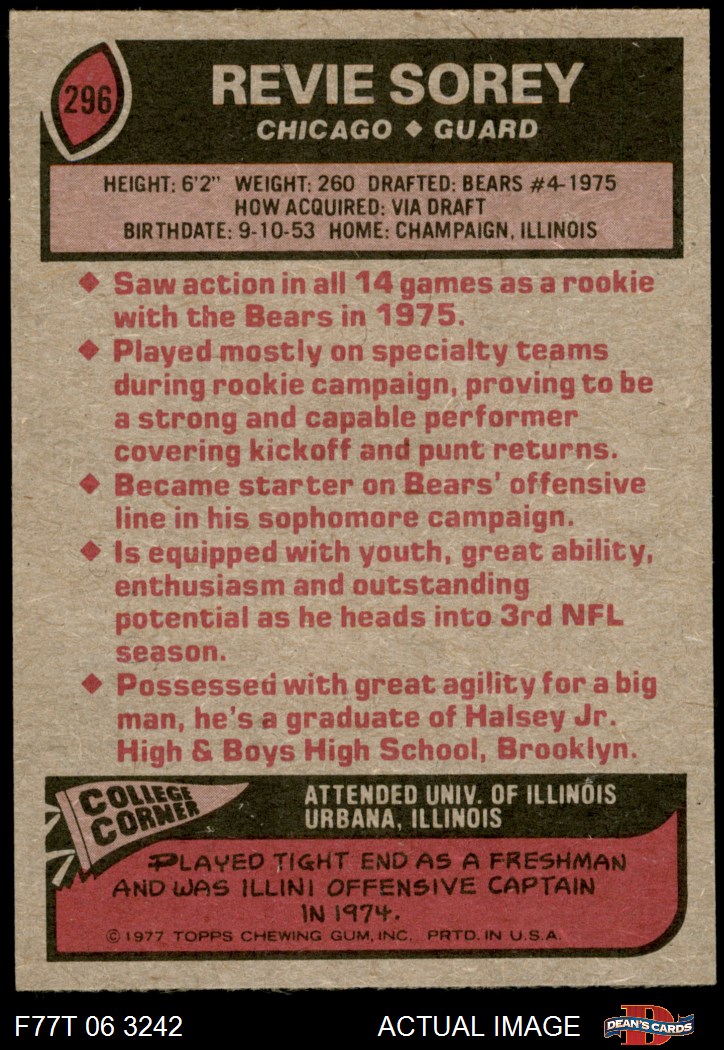 296
REVIE SOREY
CHICAGO ◆ GUARD
HEIGHT: 6'2" WEIGHT: 260 DRAFTED: BEARS #4-1975
HOW ACQUIRED: VIA DRAFT
BIRTHDATE: 9-10-53 HOME: CHAMPAIGN, ILLINOIS
◆ Saw action in all 14 games as a rookie
with the Bears in 1975.
◆ Played mostly on specialty teams
during rookie campaign, proving to be
a strong and capable performer
covering kickoff and punt returns.
◆ Became starter on Bears' offensive
line in his sophomore campaign.
◆ Is equipped with youth, great ability,
enthusiasm and outstanding
potential as he heads into 3rd NFL
season.
◆ Possessed with great agility for a big
man, he's a graduate of Halsey Jr.
High & Boys High School, Brooklyn.
COLLEGE
CORNER
ATTENDED UNIV. OF ILLINOIS
URBANA, ILLINOIS
PLAYED TIGHT END AS A FRESHMAN
AND WAS ILLINI OFFENSIVE CAPTAIN
IN 1974.
© 1977 TOPPS CHEWING GUM, INC. PRTD. IN U.S.A.
F77T 06 3242
ACTUAL IMAGE
D
DEAN'S CARDS